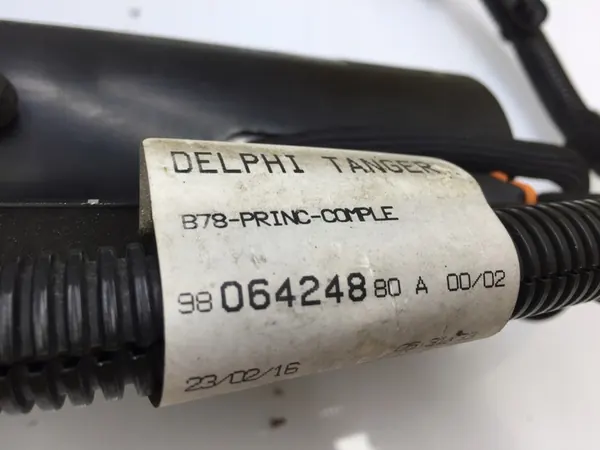 DELPHI TANGER
B78-PRINC-COMPLE
98 064248 80 A 00/02
23/02/16